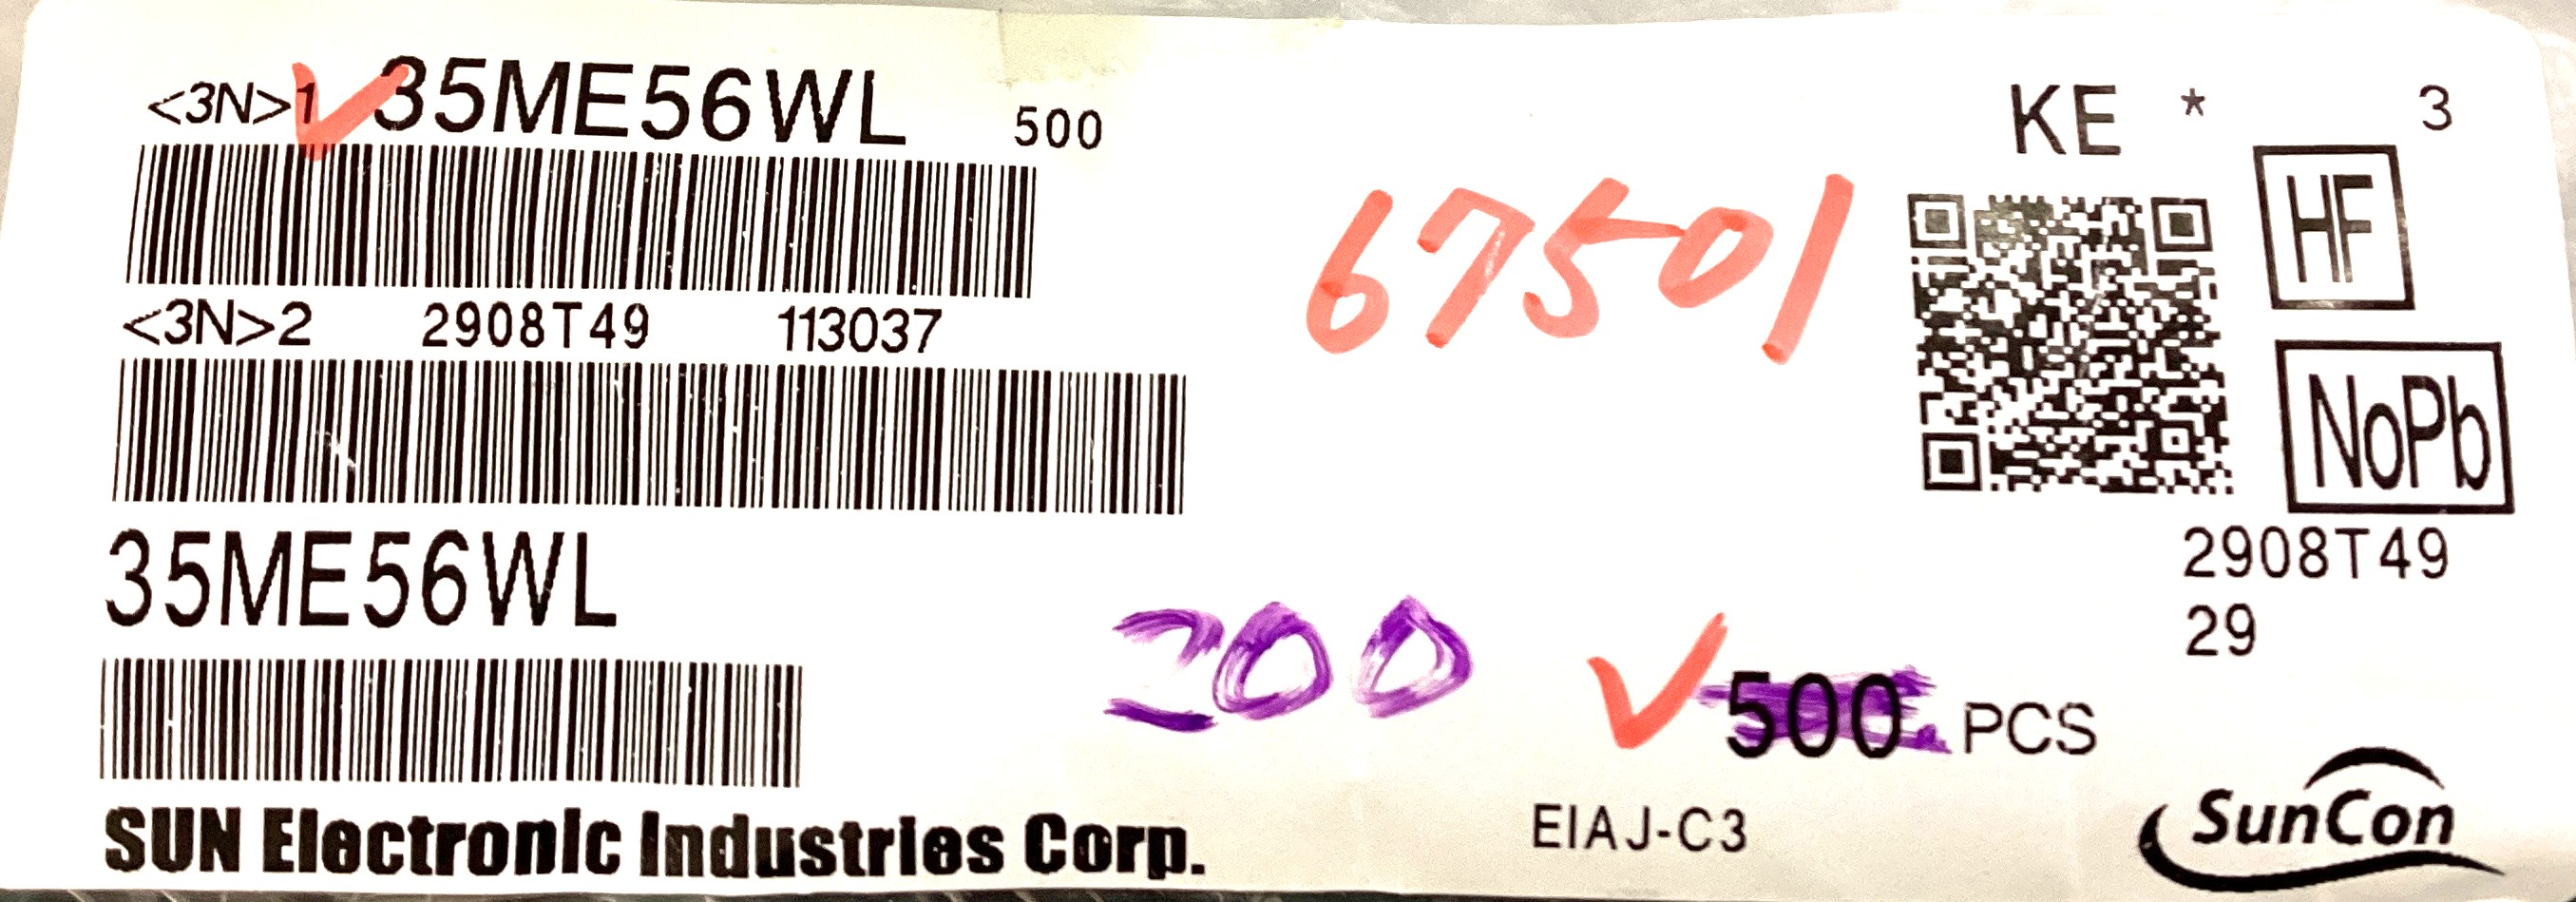 <3N>1 35ME56WL 500
KE * 3
HF
67501
<3N>2 2908T49 113037
NoPb
35ME56WL
2908T49
29
200
500 PCS
SUN Electronic Industries Corp.
EIAJ-C3
SunCon